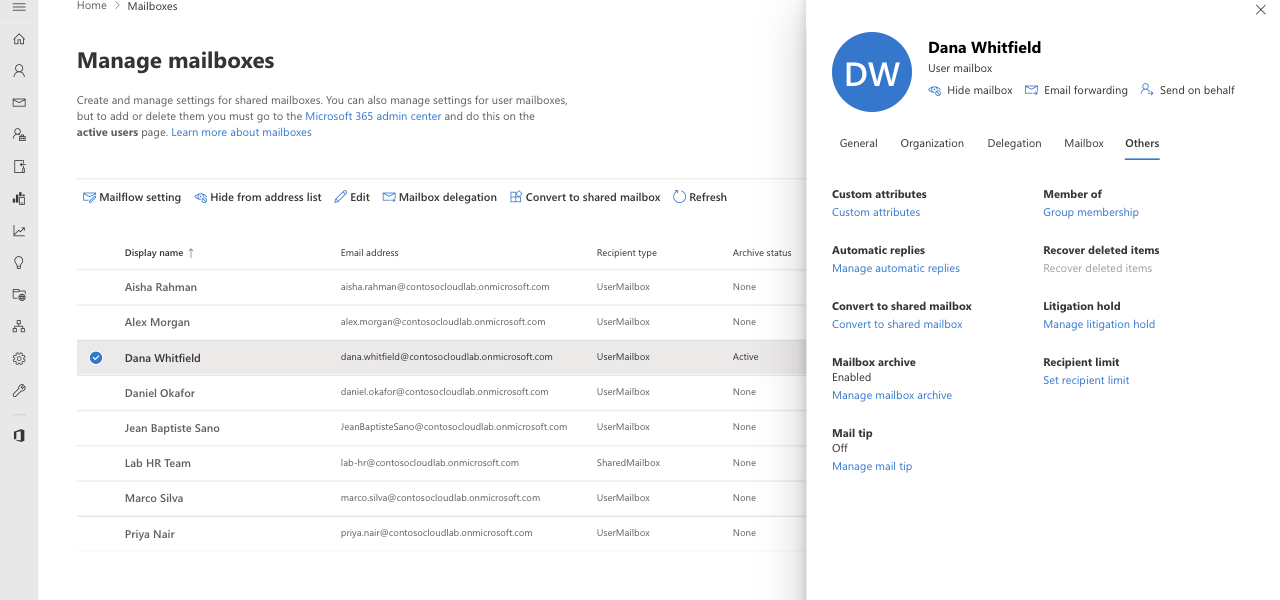 Home > Mailboxes
Manage mailboxes
Create and manage settings for shared mailboxes. You can also manage settings for user mailboxes,
but to add or delete them you must go to the Microsoft 365 admin center and do this on the
active users page. Learn more about mailboxes
Mailflow setting Hide from address list Edit Mailbox delegation Convert to shared mailbox Refresh
Display name ↑ Email address Recipient type Archive status
Aisha Rahman aisha.rahman@contosocloudlab.onmicrosoft.com UserMailbox None
Alex Morgan alex.morgan@contosocloudlab.onmicrosoft.com UserMailbox None
Dana Whitfield dana.whitfield@contosocloudlab.onmicrosoft.com UserMailbox Active
Daniel Okafor daniel.okafor@contosocloudlab.onmicrosoft.com UserMailbox None
Jean Baptiste Sano JeanBaptisteSano@contosocloudlab.onmicrosoft.com UserMailbox None
Lab HR Team lab-hr@contosocloudlab.onmicrosoft.com SharedMailbox None
Marco Silva marco.silva@contosocloudlab.onmicrosoft.com UserMailbox None
Priya Nair priya.nair@contosocloudlab.onmicrosoft.com UserMailbox None
DW
Dana Whitfield
User mailbox
Hide mailbox Email forwarding Send on behalf
General Organization Delegation Mailbox Others
Custom attributes
Custom attributes
Member of
Group membership
Automatic replies
Manage automatic replies
Recover deleted items
Recover deleted items
Convert to shared mailbox
Convert to shared mailbox
Litigation hold
Manage litigation hold
Mailbox archive
Enabled
Manage mailbox archive
Recipient limit
Set recipient limit
Mail tip
Off
Manage mail tip